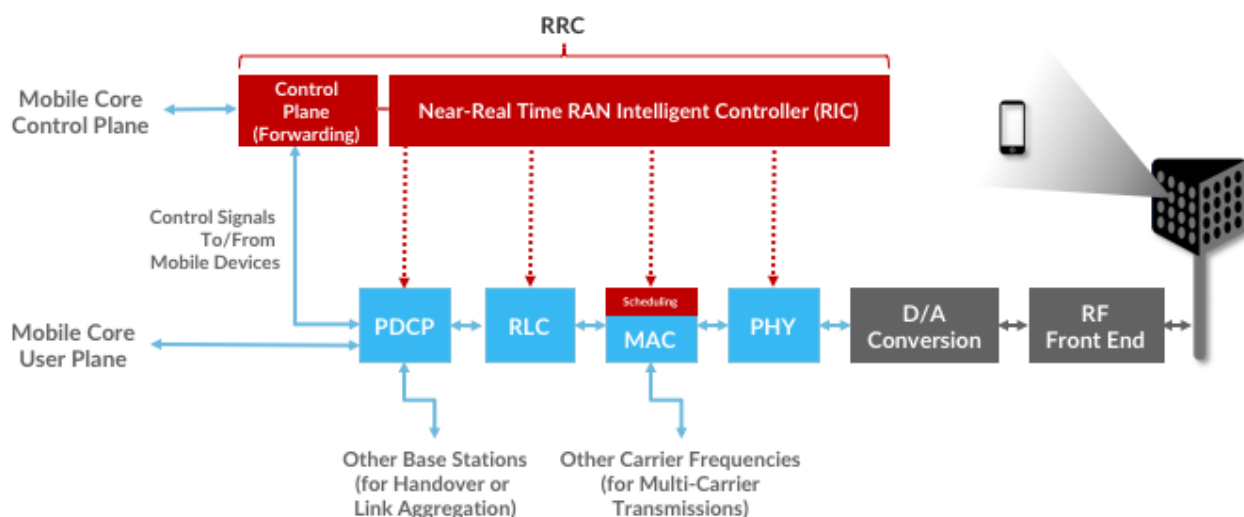 RRC
Mobile Core
Control Plane
Control
Plane
(Forwarding)
Near-Real Time RAN Intelligent Controller (RIC)
Control Signals
To/From
Mobile Devices
Mobile Core
User Plane
PDCP
RLC
Scheduling
MAC
PHY
D/A
Conversion
RF
Front End
Other Base Stations
(for Handover or
Link Aggregation)
Other Carrier Frequencies
(for Multi-Carrier
Transmissions)